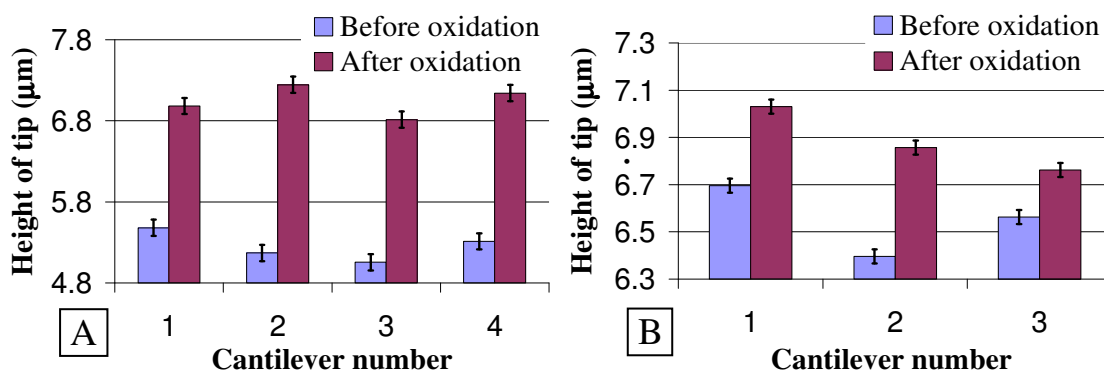 Before oxidation
After oxidation
Height of tip (μm)
7.8
6.8
5.8
4.8
1 2 3 4
A
Cantilever number
Before oxidation
After oxidation
Height of tip (μm)
7.3
7.1
6.9
6.7
6.5
6.3
1 2 3
B
Cantilever number